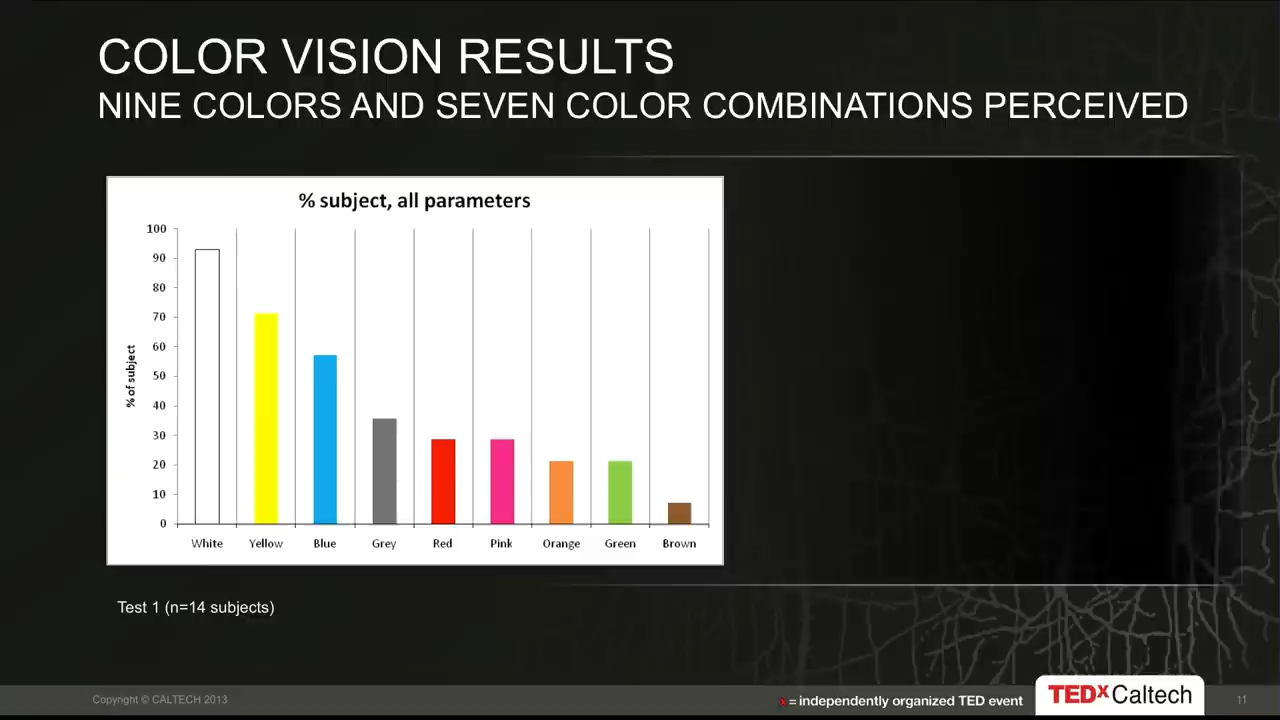 COLOR VISION RESULTS
NINE COLORS AND SEVEN COLOR COMBINATIONS PERCEIVED
% subject, all parameters
100
90
80
70
60
50
40
30
20
10
0
% of subject
White Yellow Blue Grey Red Pink Orange Green Brown
Test 1 (n=14 subjects)
Copyright © CALTECH 2013
x = independently organized TED event
TEDxCaltech
11